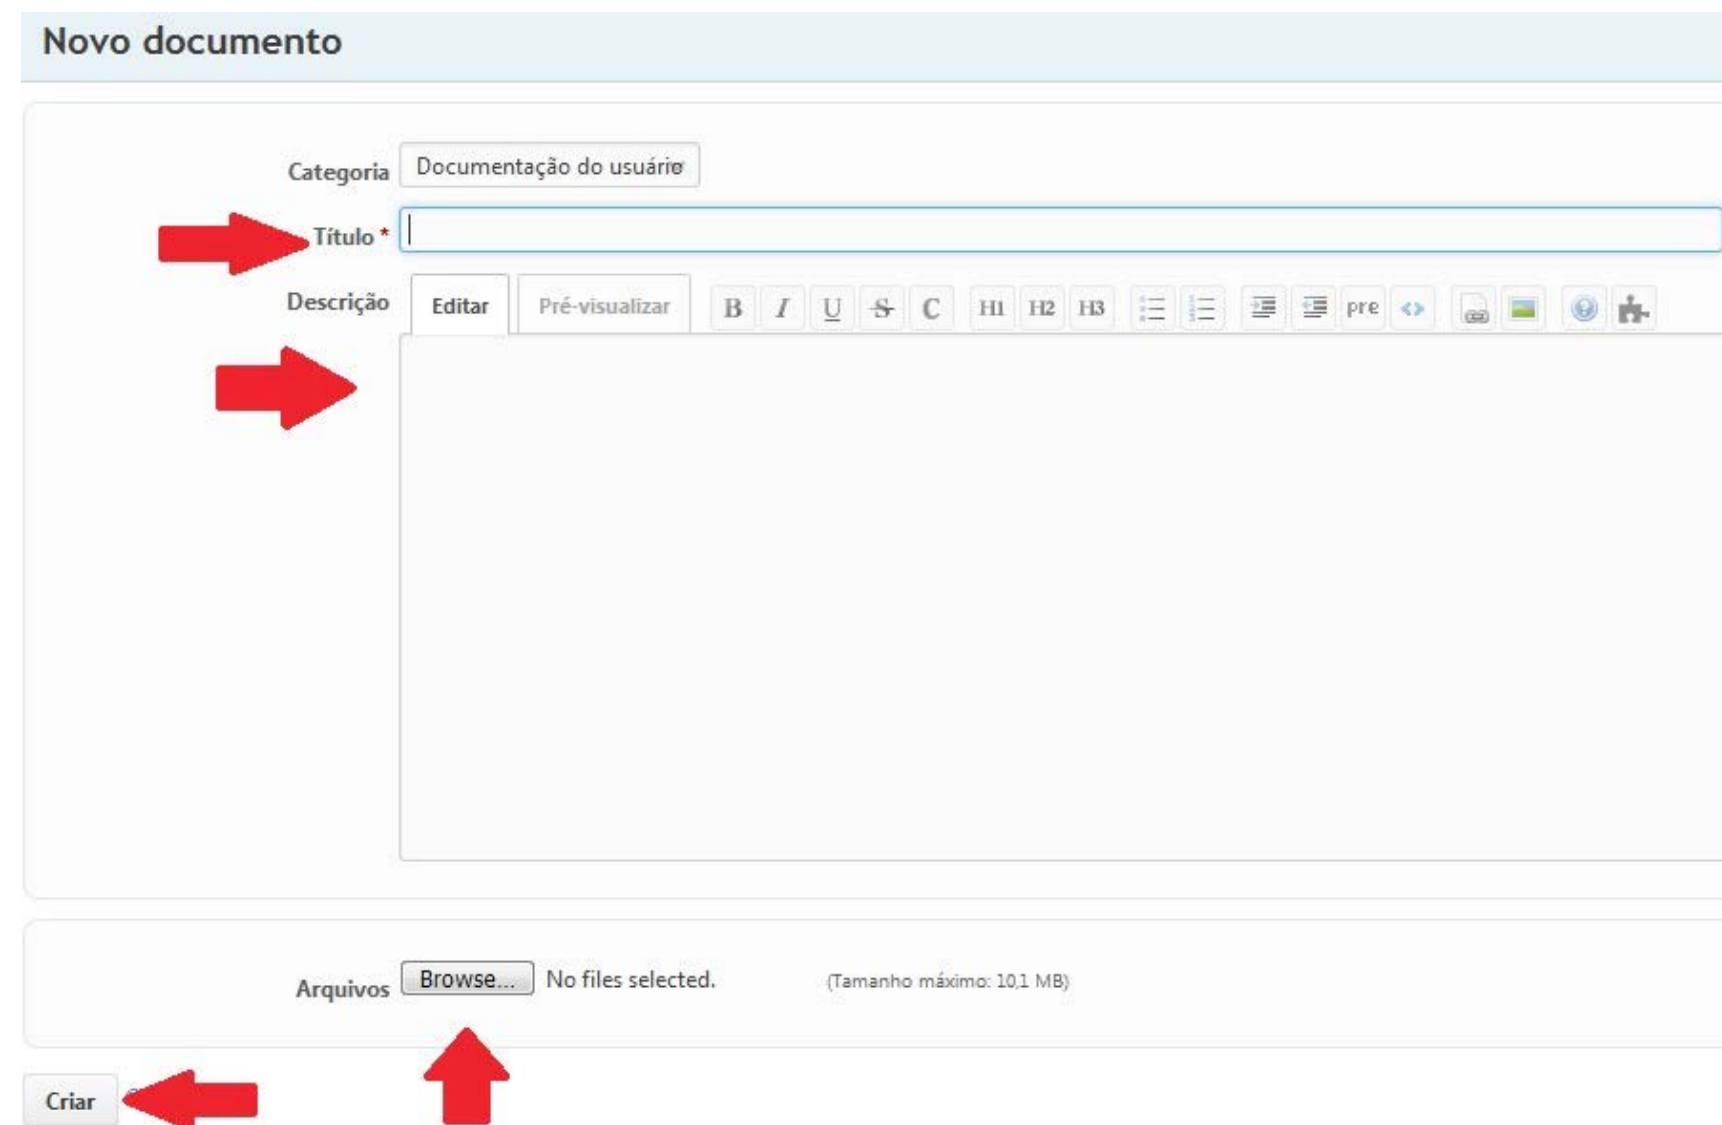 Novo documento
Categoria Documentação do usuário
Título *
Descrição Editar Pré-visualizar B I U S C H1 H2 H3 pre <>
Arquivos Browse... No files selected. (Tamanho máximo: 10,1 MB)
Criar